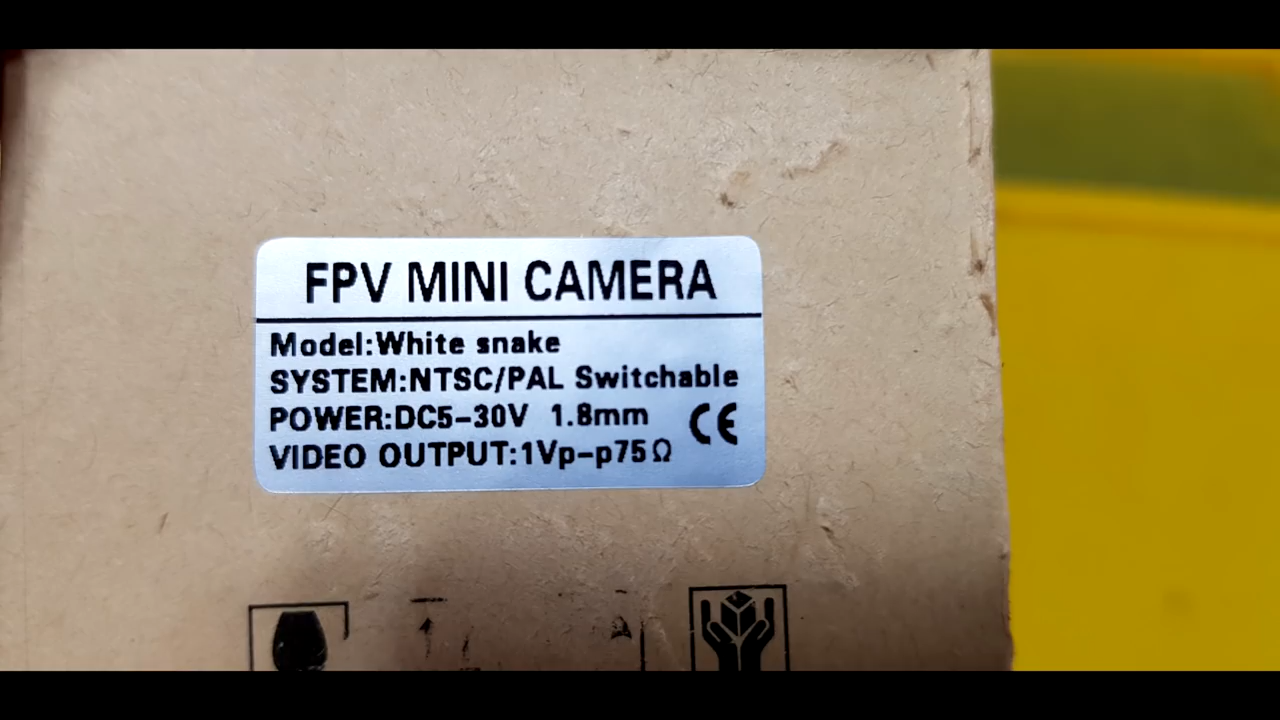 FPV MINI CAMERA
Model:White snake
SYSTEM:NTSC/PAL Switchable
POWER:DC5-30V 1.8mm CE
VIDEO OUTPUT:1Vp-p75Ω